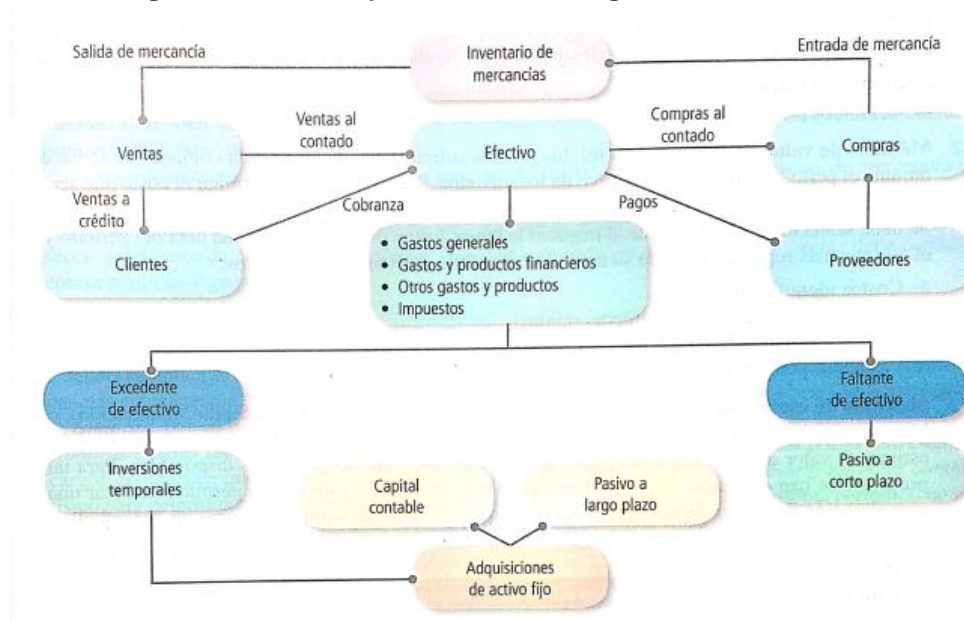 Salida de mercancía
Inventario de
mercancías
Entrada de mercancía
Ventas al
contado
Compras al
contado
Ventas
Efectivo
Compras
Ventas a
crédito
Cobranza
Pagos
Clientes
• Gastos generales
• Gastos y productos financieros
• Otros gastos y productos
• Impuestos
Proveedores
Excedente
de efectivo
Faltante
de efectivo
Inversiones
temporales
Capital
contable
Pasivo a
largo plazo
Pasivo a
corto plazo
Adquisiciones
de activo fijo